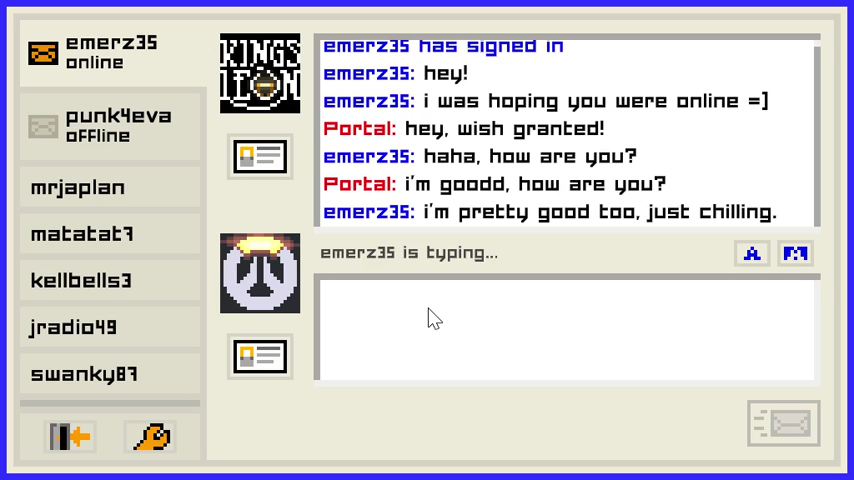 emerz35
online
punk4eva
offline
mrjaplan
matatat7
kellbells3
jradio49
swanky87
KINGS
emerz35 has signed in
emerz35: hey!
emerz35: i was hoping you were online =]
Portal: hey, wish granted!
emerz35: haha, how are you?
Portal: i'm goodd, how are you?
emerz35: i'm pretty good too, just chilling.
emerz35 is typing...
A